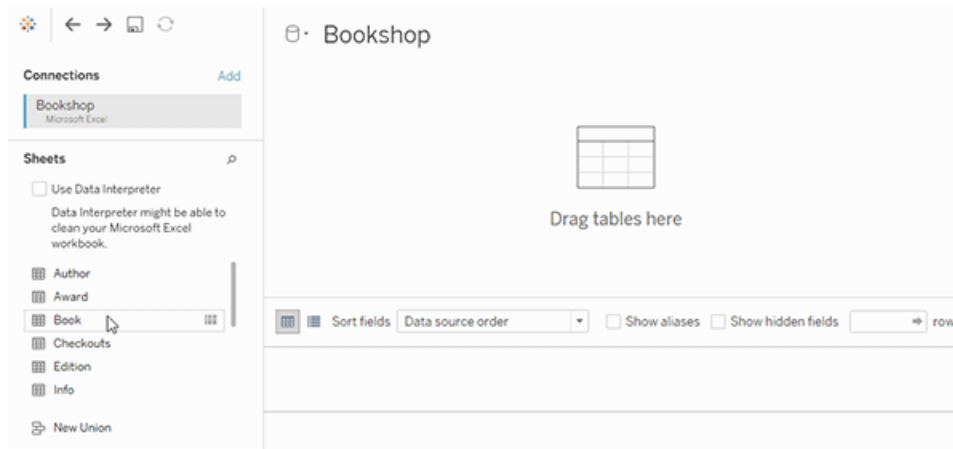 Bookshop
Connections
Add
Bookshop
Microsoft Excel
Sheets
Use Data Interpreter
Data Interpreter might be able to
clean your Microsoft Excel
workbook.
Author
Award
Book
Checkouts
Edition
Info
New Union
Drag tables here
Sort fields Data source order Show aliases Show hidden fields row